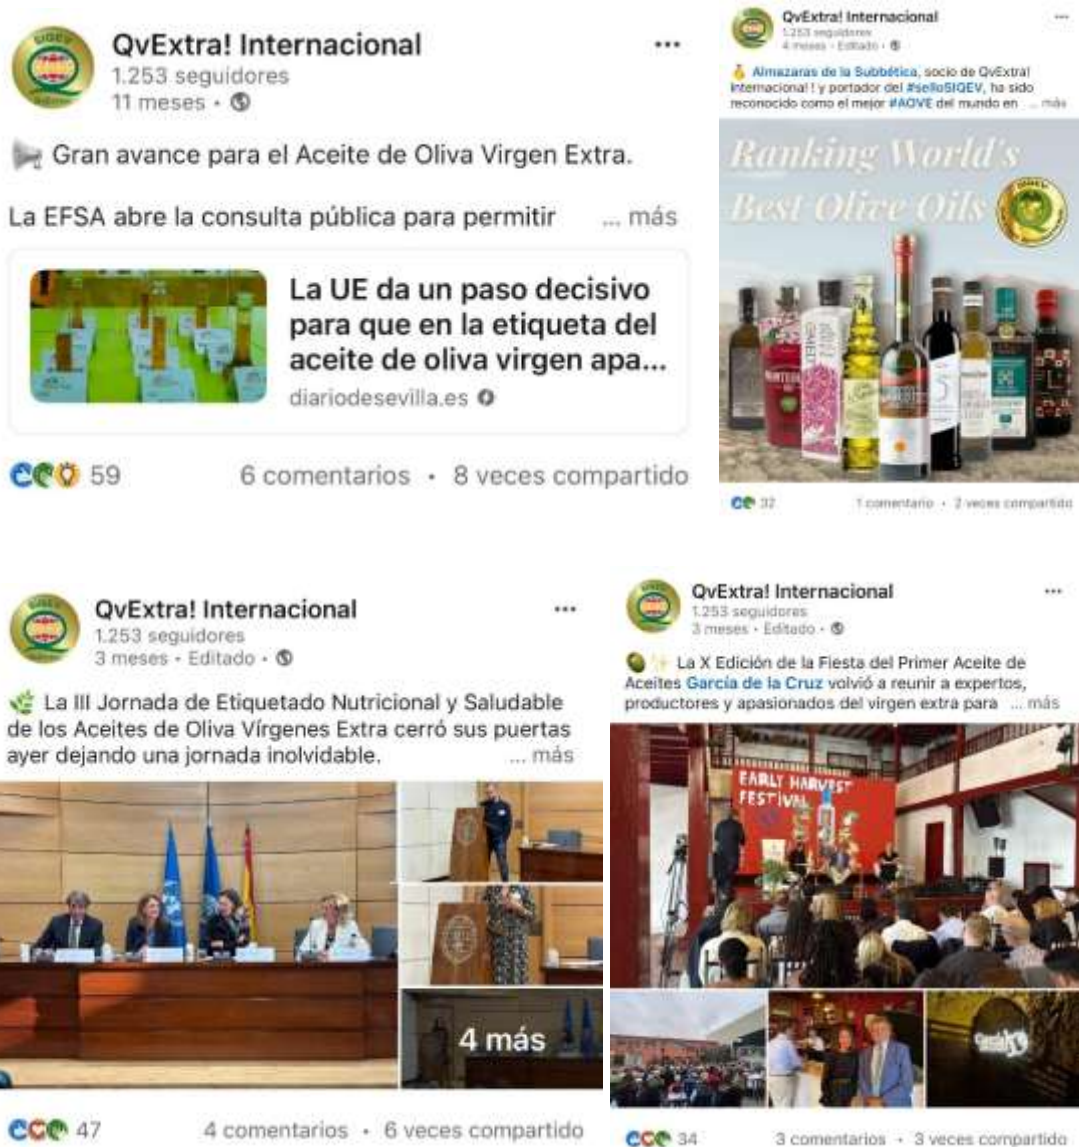 QvExtra! Internacional
1.253 seguidores
11 meses •
Gran avance para el Aceite de Oliva Virgen Extra.
La EFSA abre la consulta pública para permitir ... más
La UE da un paso decisivo
para que en la etiqueta del
aceite de oliva virgen apa...
diariodesevilla.es
59 6 comentarios • 8 veces compartido
QvExtra! Internacional
1.253 seguidores
4 meses • Editado •
Almazaras de la Subbética, socio de QvExtra!
Internacional! y portador del #selloSIQEV, ha sido
reconocido como el mejor #AOVE del mundo en ... más
Ranking World's
Best Olive Oils
SIQEV
32 1 comentario • 2 veces compartido
QvExtra! Internacional
1.253 seguidores
3 meses • Editado •
La III Jornada de Etiquetado Nutricional y Saludable
de los Aceites de Oliva Vírgenes Extra cerró sus puertas
ayer dejando una jornada inolvidable. ... más
4 más
47 4 comentarios • 6 veces compartido
QvExtra! Internacional
1.253 seguidores
3 meses • Editado •
La X Edición de la Fiesta del Primer Aceite de
Aceites García de la Cruz volvió a reunir a expertos,
productores y apasionados del virgen extra para ... más
EARLY HARVEST
FESTIVAL
34 3 comentarios • 3 veces compartido